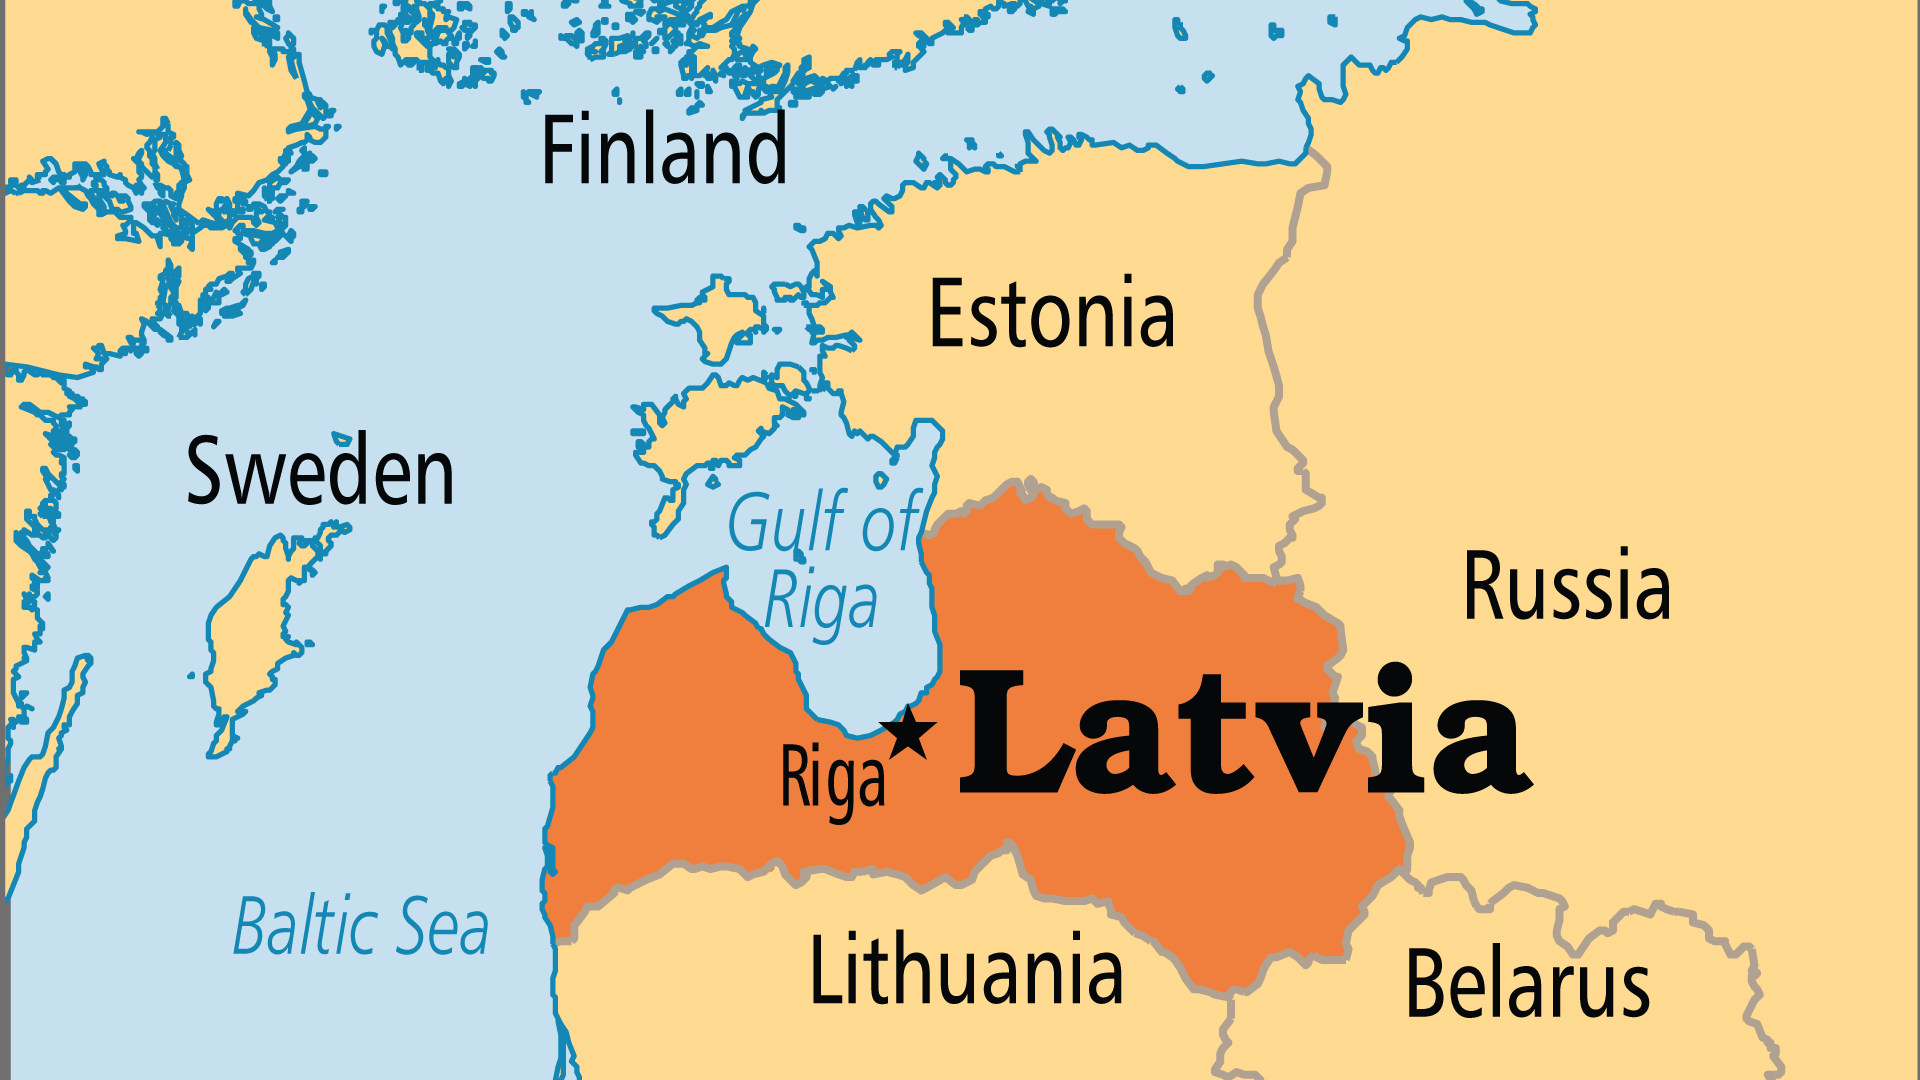 Finland
Estonia
Sweden
Gulf of
Riga
Russia
Latvia
Riga
Baltic Sea
Lithuania
Belarus